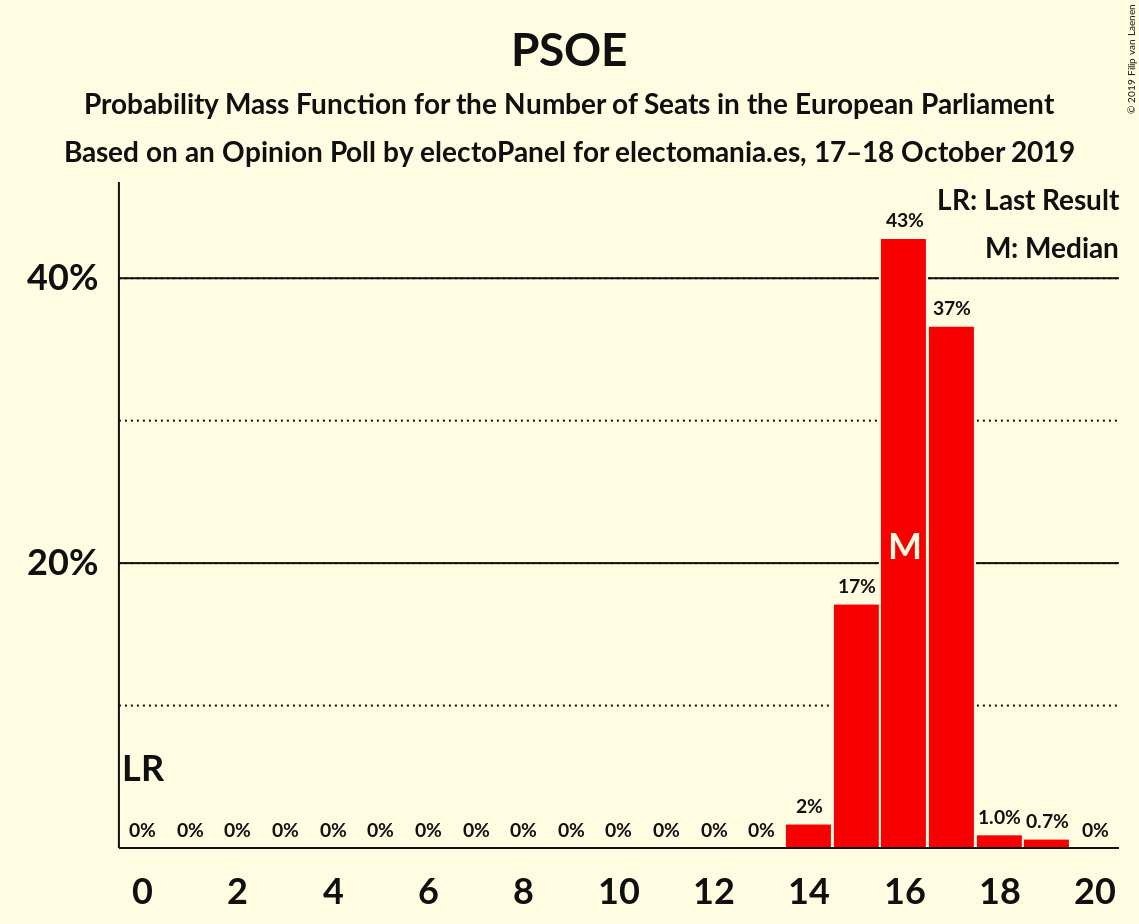 PSOE
Probability Mass Function for the Number of Seats in the European Parliament
Based on an Opinion Poll by electoPanel for electomania.es, 17–18 October 2019
© 2019 Filip van Laenen
LR: Last Result
M: Median
43%
40%
37%
M
20%
17%
LR
2%
1.0%
0.7%
0% 0% 0% 0% 0% 0% 0% 0% 0% 0% 0% 0% 0% 0% 0%
0 2 4 6 8 10 12 14 16 18 20